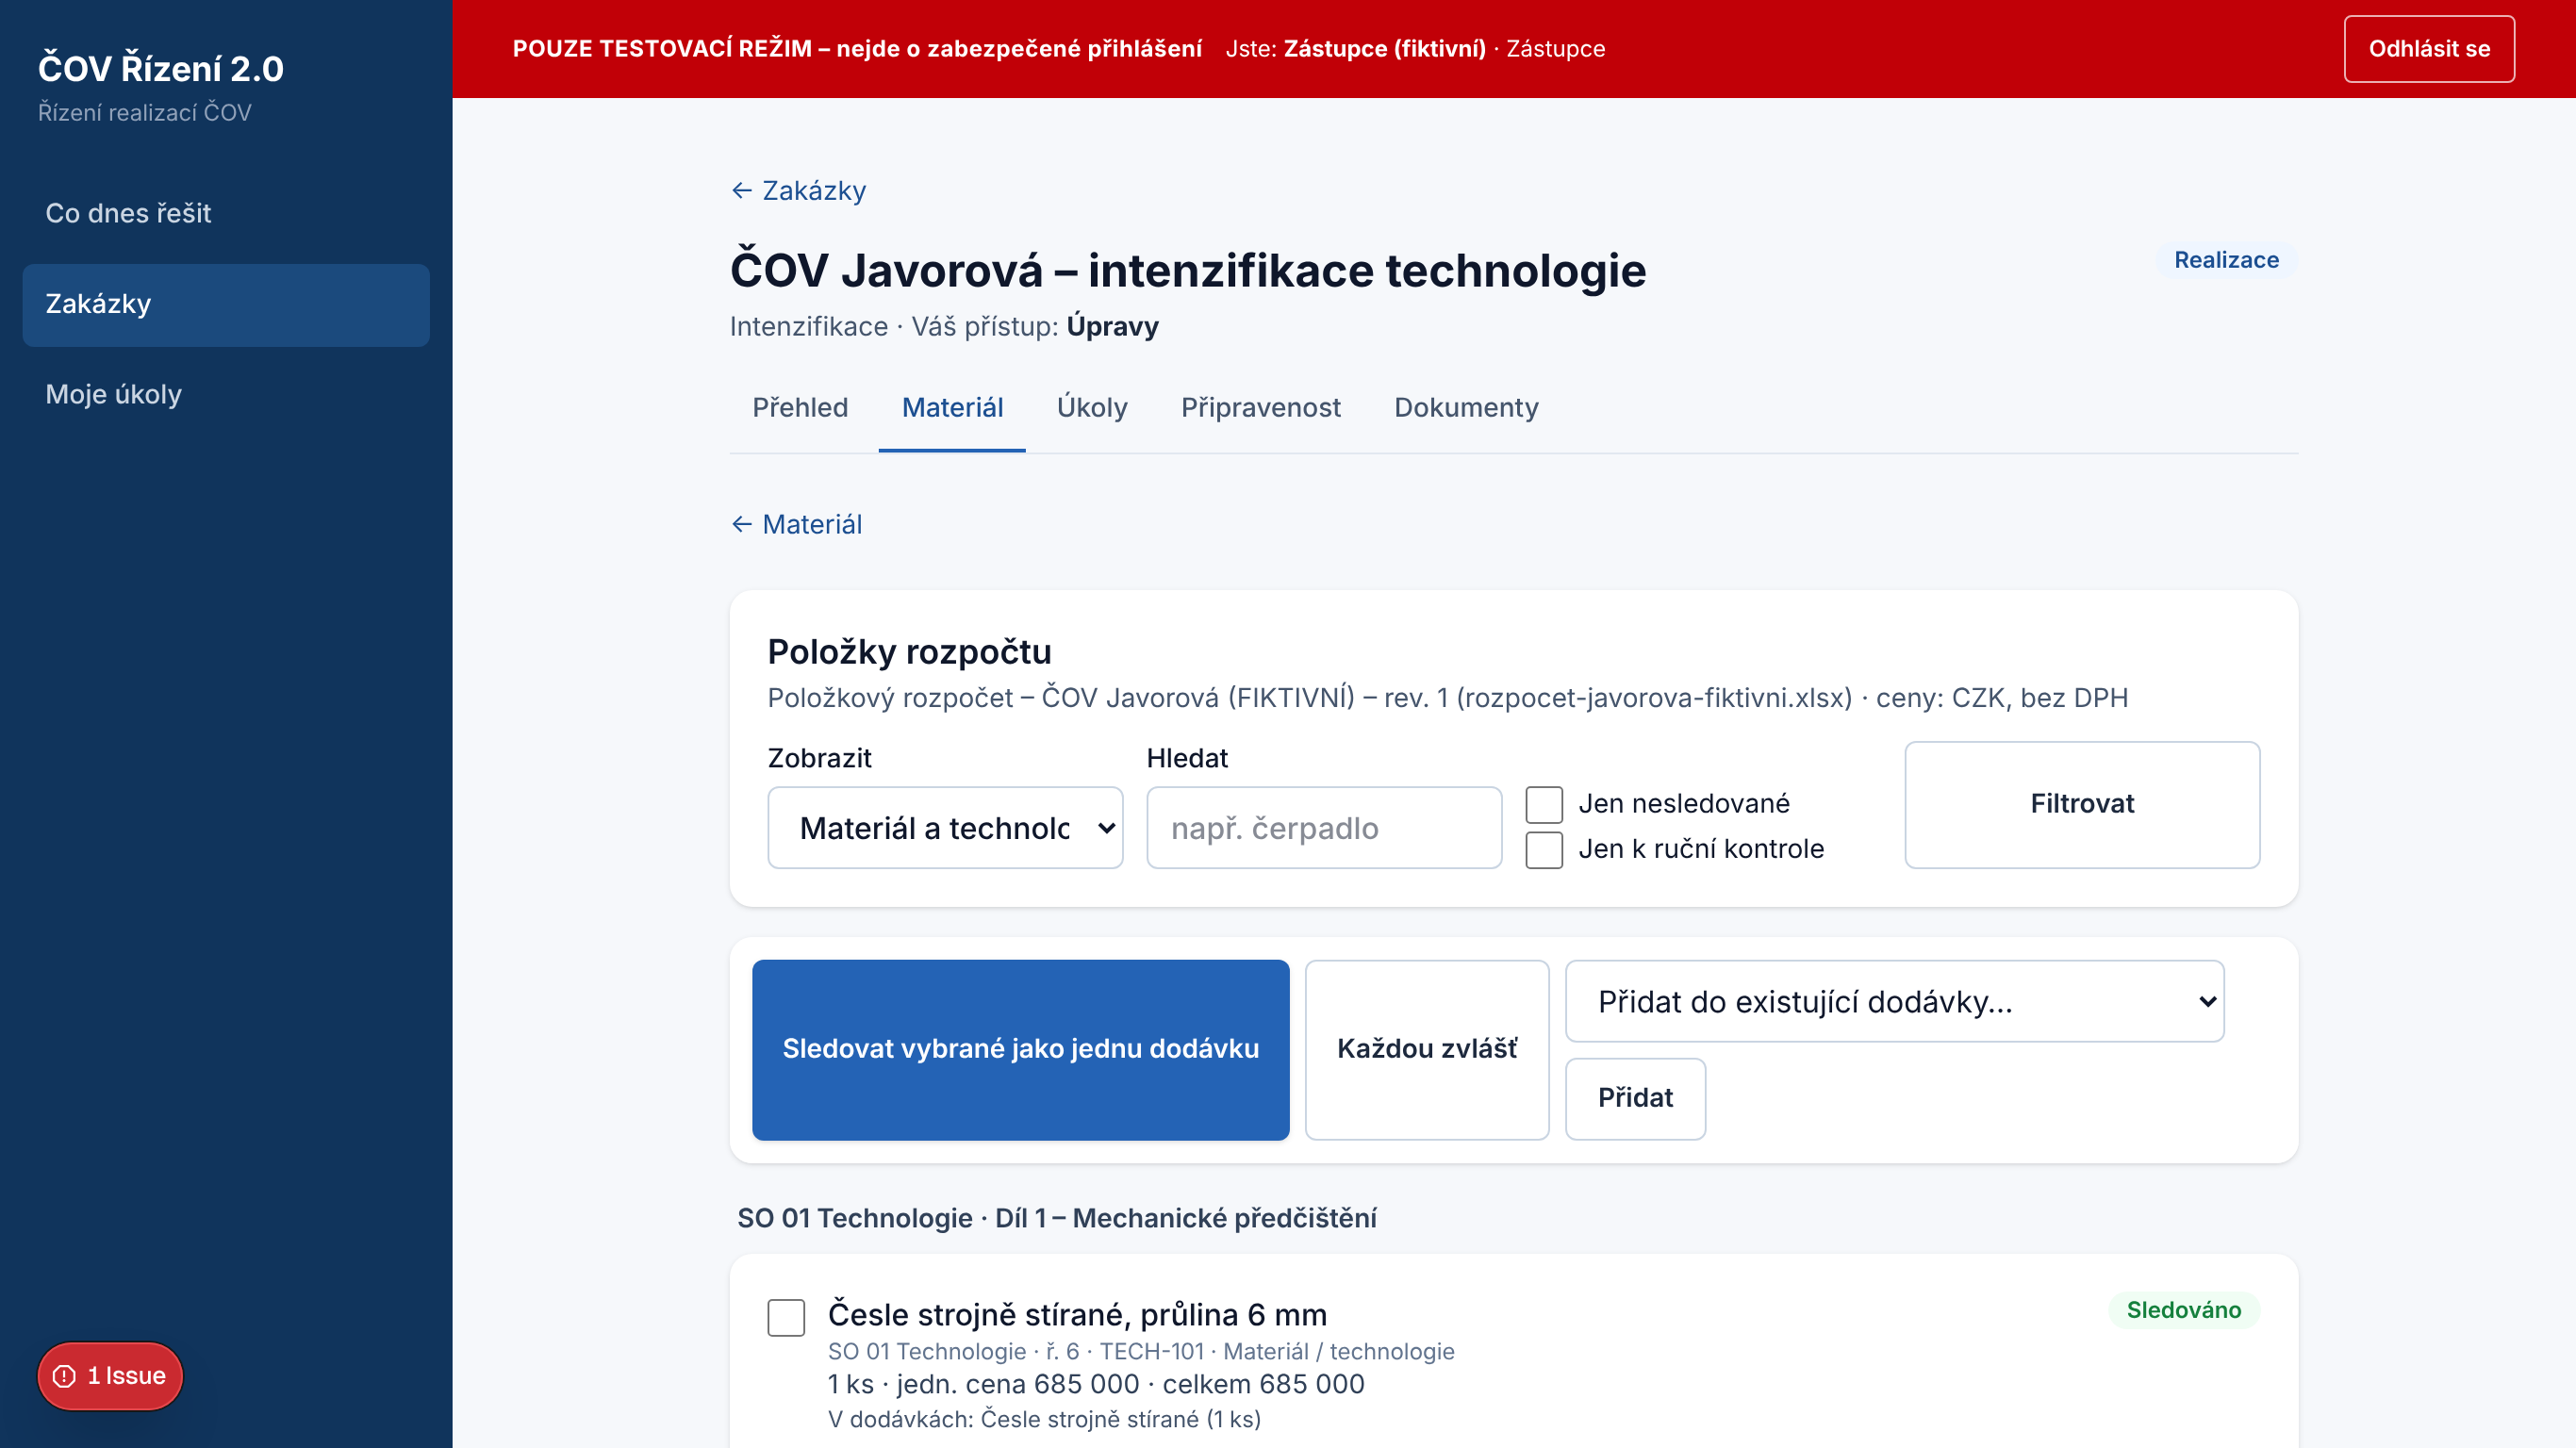 ČOV Řízení 2.0
Řízení realizací ČOV
Co dnes řešit
Zakázky
Moje úkoly
1 Issue
POUZE TESTOVACÍ REŽIM – nejde o zabezpečené přihlášení Jste: Zástupce (fiktivní) · Zástupce
Odhlásit se
← Zakázky
ČOV Javorová – intenzifikace technologie
Realizace
Intenzifikace · Váš přístup: Úpravy
Přehled Materiál Úkoly Připravenost Dokumenty
← Materiál
Položky rozpočtu
Položkový rozpočet – ČOV Javorová (FIKTIVNÍ) – rev. 1 (rozpocet-javorova-fiktivni.xlsx) · ceny: CZK, bez DPH
Zobrazit
Materiál a technolo
Hledat
např. čerpadlo
Jen nesledované
Jen k ruční kontrole
Filtrovat
Sledovat vybrané jako jednu dodávku
Každou zvlášť
Přidat do existující dodávky…
Přidat
SO 01 Technologie · Díl 1 – Mechanické předčištění
Česle strojně stírané, průlina 6 mm
Sledováno
SO 01 Technologie · ř. 6 · TECH-101 · Materiál / technologie
1 ks · jedn. cena 685 000 · celkem 685 000
V dodávkách: Česle strojně stírané (1 ks)